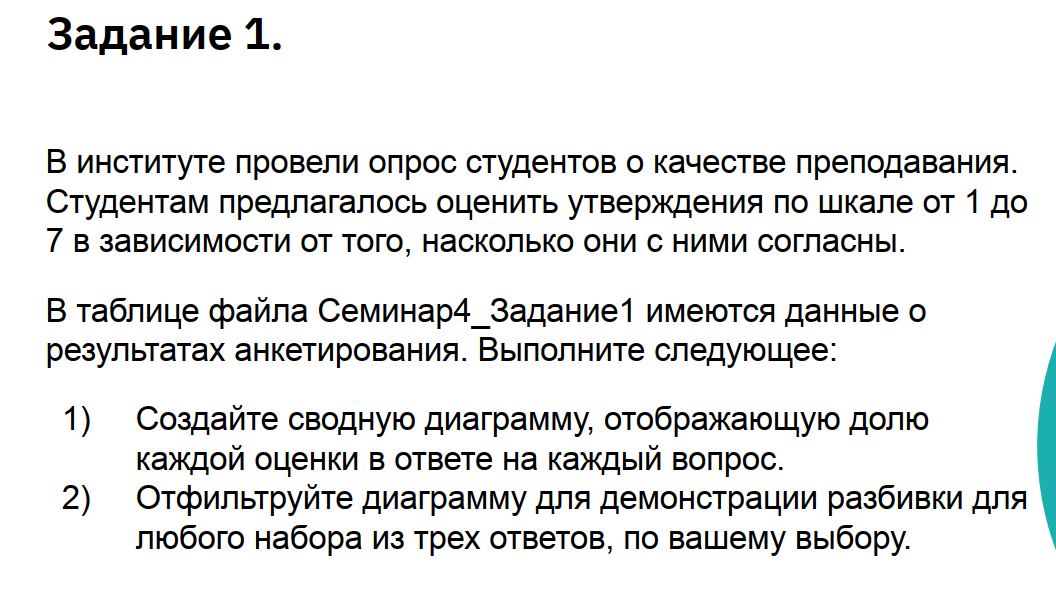 Задание 1.
В институте провели опрос студентов о качестве преподавания.
Студентам предлагалось оценить утверждения по шкале от 1 до
7 в зависимости от того, насколько они с ними согласны.
В таблице файла Семинар4_Задание1 имеются данные о
результатах анкетирования. Выполните следующее:
1) Создайте сводную диаграмму, отображающую долю
каждой оценки в ответе на каждый вопрос.
2) Отфильтруйте диаграмму для демонстрации разбивки для
любого набора из трех ответов, по вашему выбору.